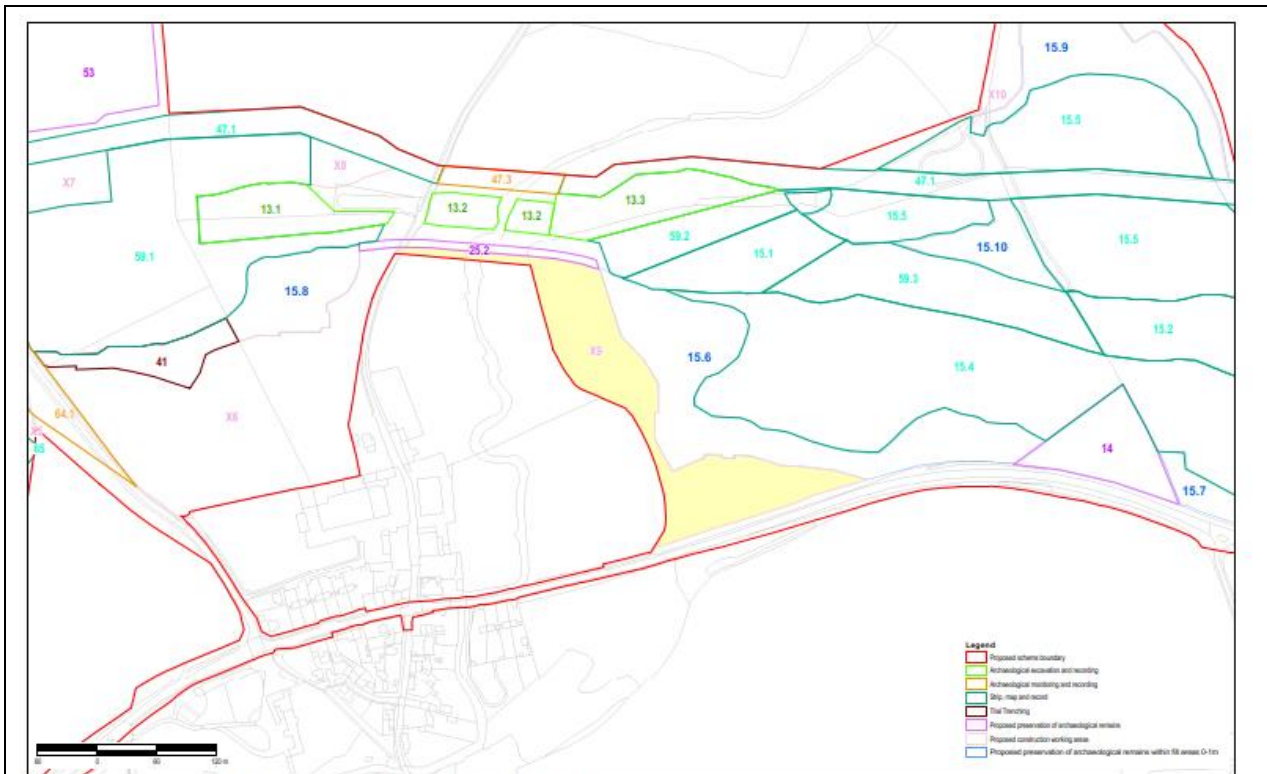 15.9
53
X10
15.5
47.1
X8
X7
47.3
47.1
13.1
13.2
13.2
13.3
15.5
59.2
15.10
15.5
59.1
25.2
15.1
59.3
15.8
15.2
X9
15.6
41
15.4
64.1
X6
14
15.7
Legend
Proposed scheme boundary
Archaeological excavation and recording
Archaeological monitoring and recording
Strip, map and record
Trial Trenching
Proposed preservation of archaeological remains
Proposed construction working areas
Proposed preservation of archaeological remains within fill areas 0-1m
0
60
120 m